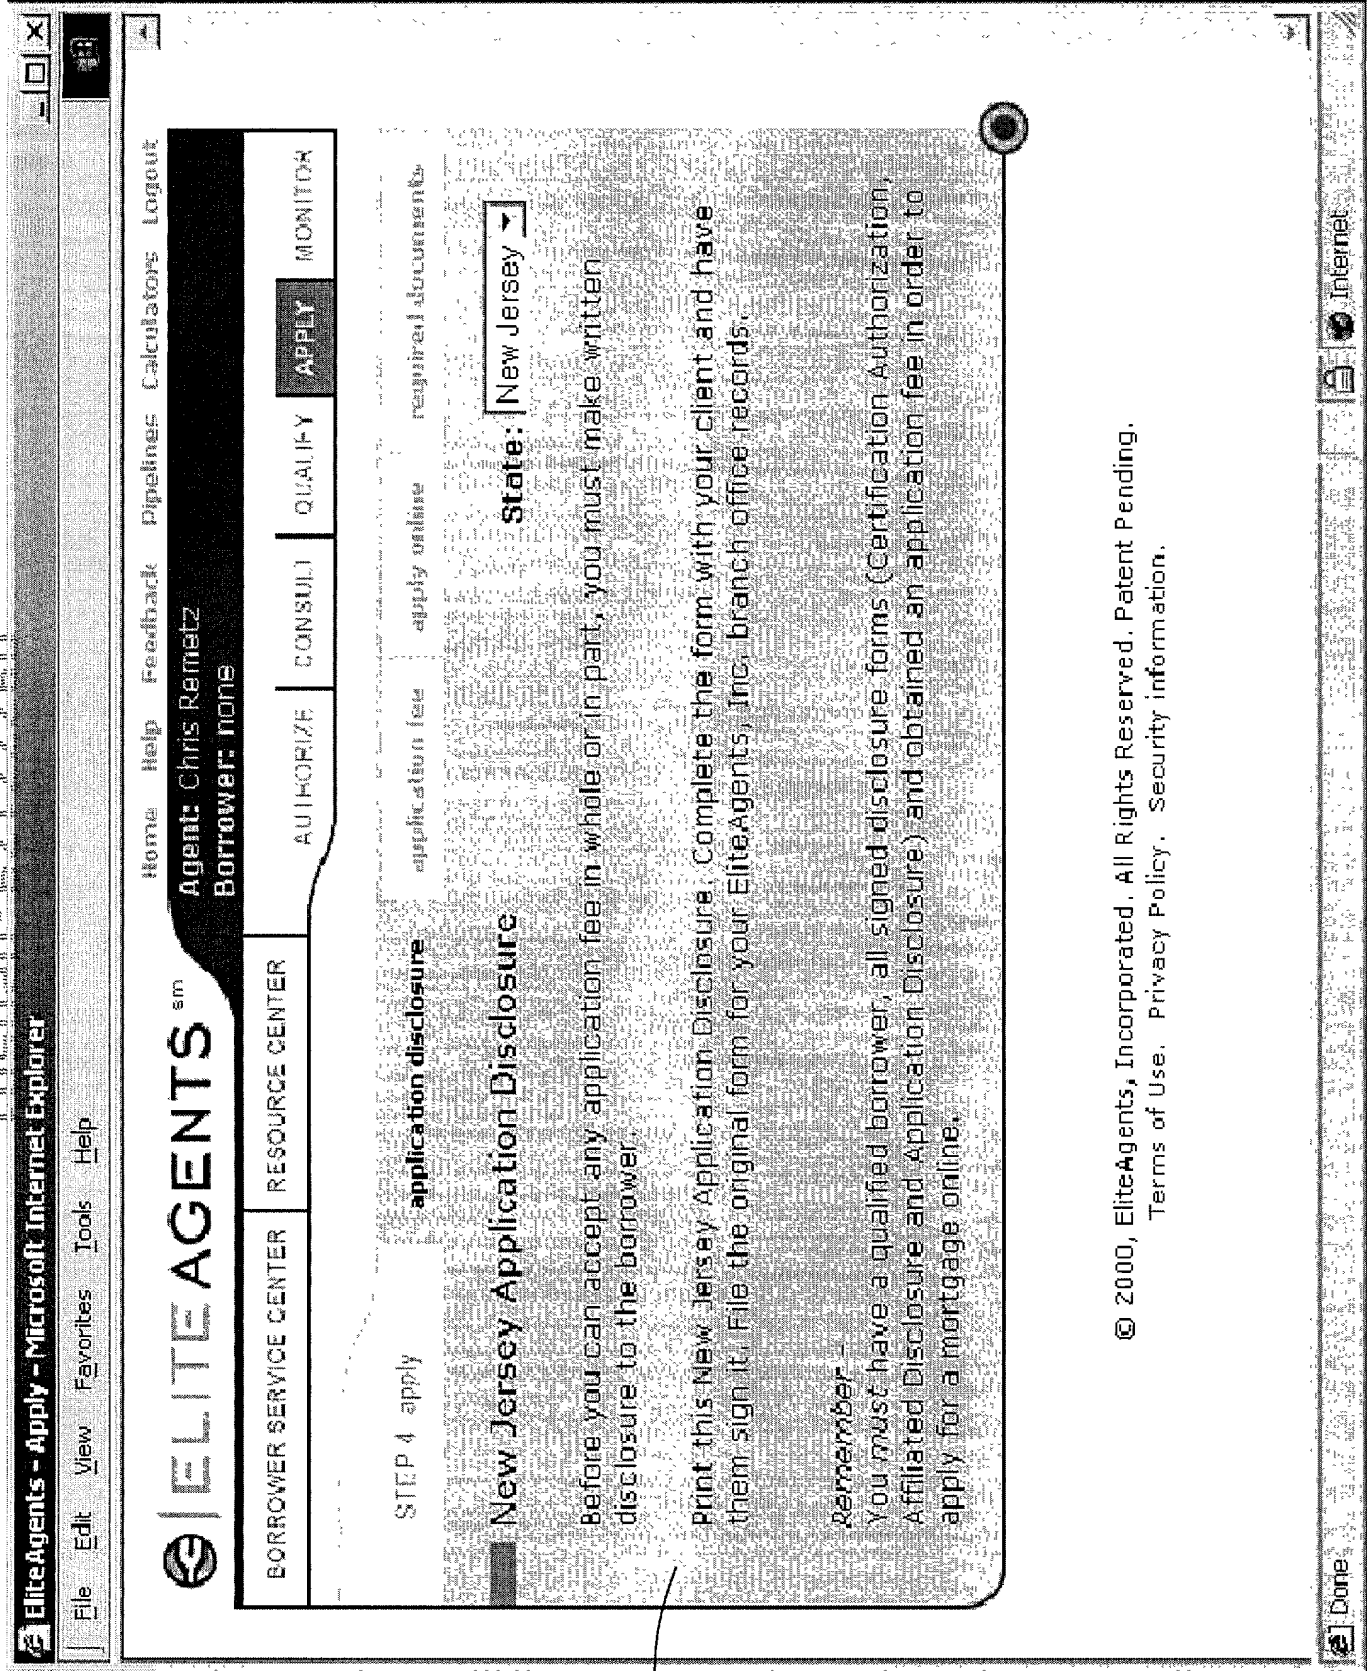 EliteAgents - Apply - Microsoft Internet Explorer
File Edit View Favorites Tools Help
Home Help Feedback Pipelines Calculators Logout
ELITEAGENTS sm
Agent: Chris Remetz
Borrower: none
BORROWER SERVICE CENTER RESOURCE CENTER AUTHORIZE CONSULT QUALIFY APPLY MONITOR
STEP 4 apply application disclosure application fee apply online required documents
New Jersey Application Disclosure State: New Jersey
Before you can accept any application fee in whole or in part, you must make written
disclosure to the borrower.
Print this New Jersey Application Disclosure. Complete the form with your client and have
them sign it. File the original form for your EliteAgents, Inc. branch office records.
Remember –
You must have a qualified borrower, all signed disclosure forms (Certification Authorization,
Affiliated Disclosure and Application Disclosure) and obtained an application fee in order to
apply for a mortgage online.
© 2000, EliteAgents, Incorporated. All Rights Reserved. Patent Pending.
Terms of Use. Privacy Policy. Security information.
Done Internet